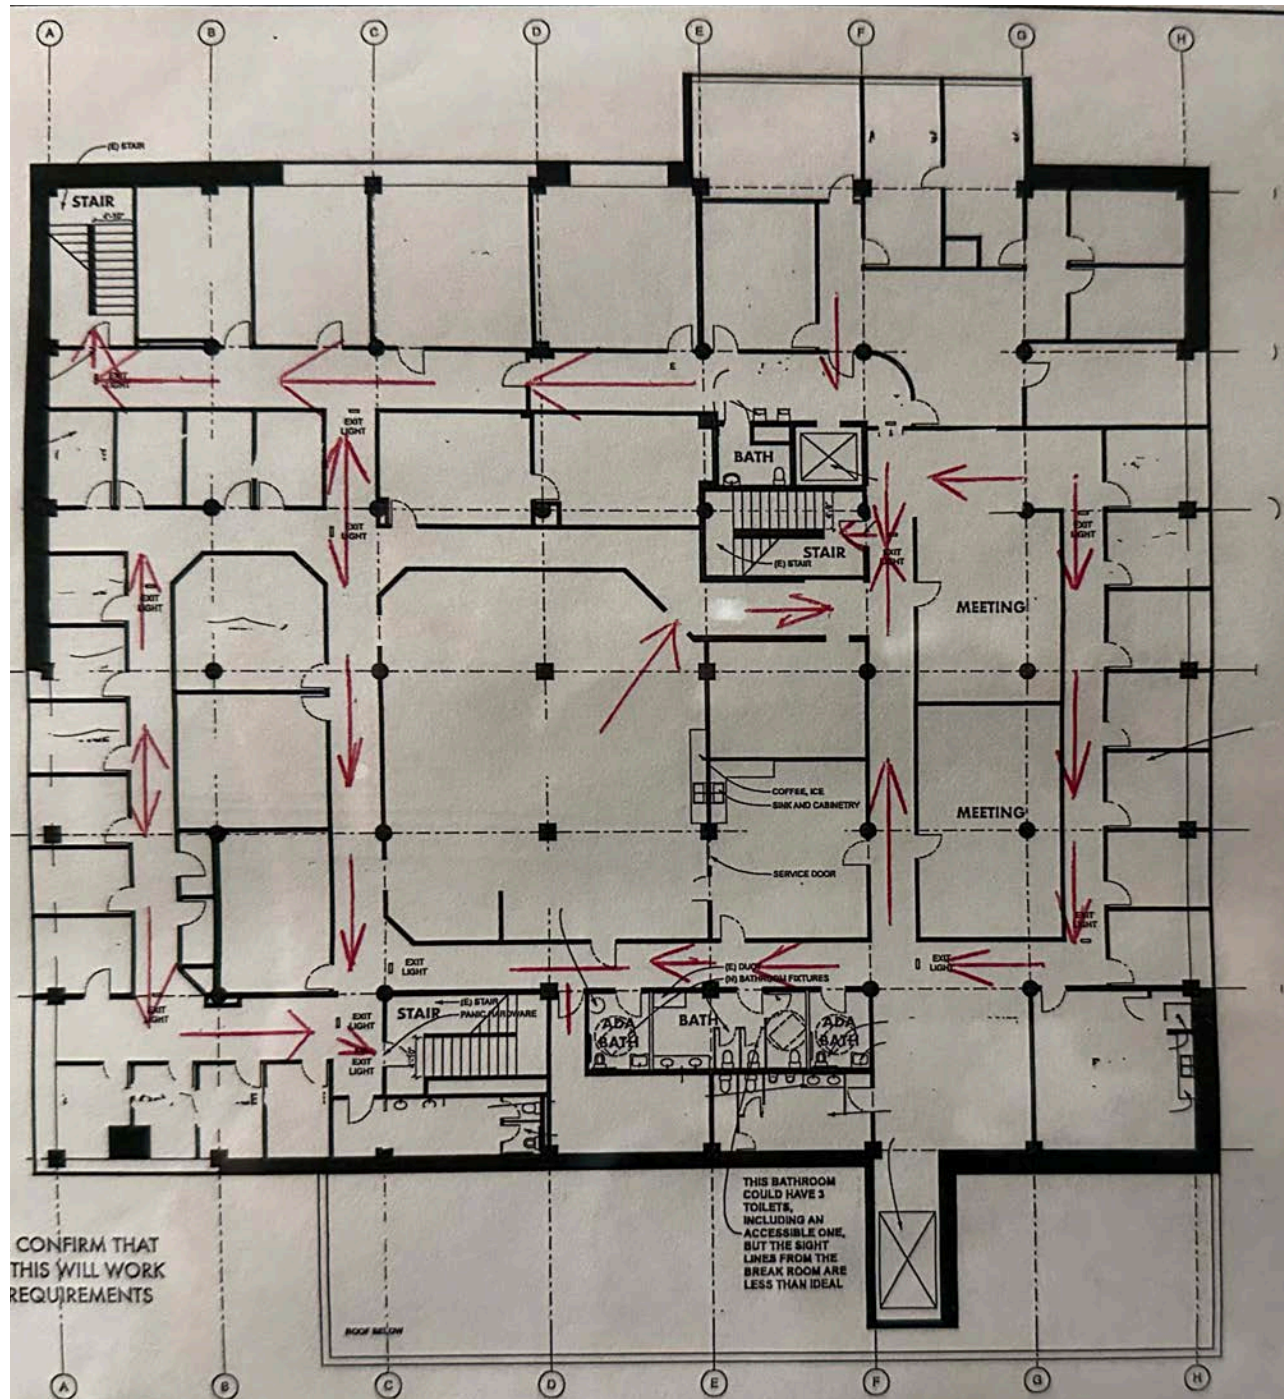 A
B
C
D
E
F
G
H
(E) STAIR
STAIR
EXIT
LIGHT
EXIT
LIGHT
BATH
EXIT
LIGHT
EXIT
LIGHT
EXIT
LIGHT
STAIR
(E) STAIR
EXIT
LIGHT
MEETING
COFFEE, ICE
SINK AND CABINETRY
MEETING
SERVICE DOOR
EXIT
LIGHT
EXIT
LIGHT
EXIT
LIGHT
(E) DUCT
(N) BATHROOM FIXTURES
EXIT
LIGHT
EXIT
LIGHT
EXIT
LIGHT
STAIR
(E) STAIR
PANIC HARDWARE
ADA
BATH
BATH
ADA
BATH
THIS BATHROOM
COULD HAVE 3
TOILETS,
INCLUDING AN
ACCESSIBLE ONE,
BUT THE SIGHT
LINES FROM THE
BREAK ROOM ARE
LESS THAN IDEAL
CONFIRM THAT
THIS WILL WORK
REQUIREMENTS
ROOF BELOW
A
B
C
D
E
F
G
H